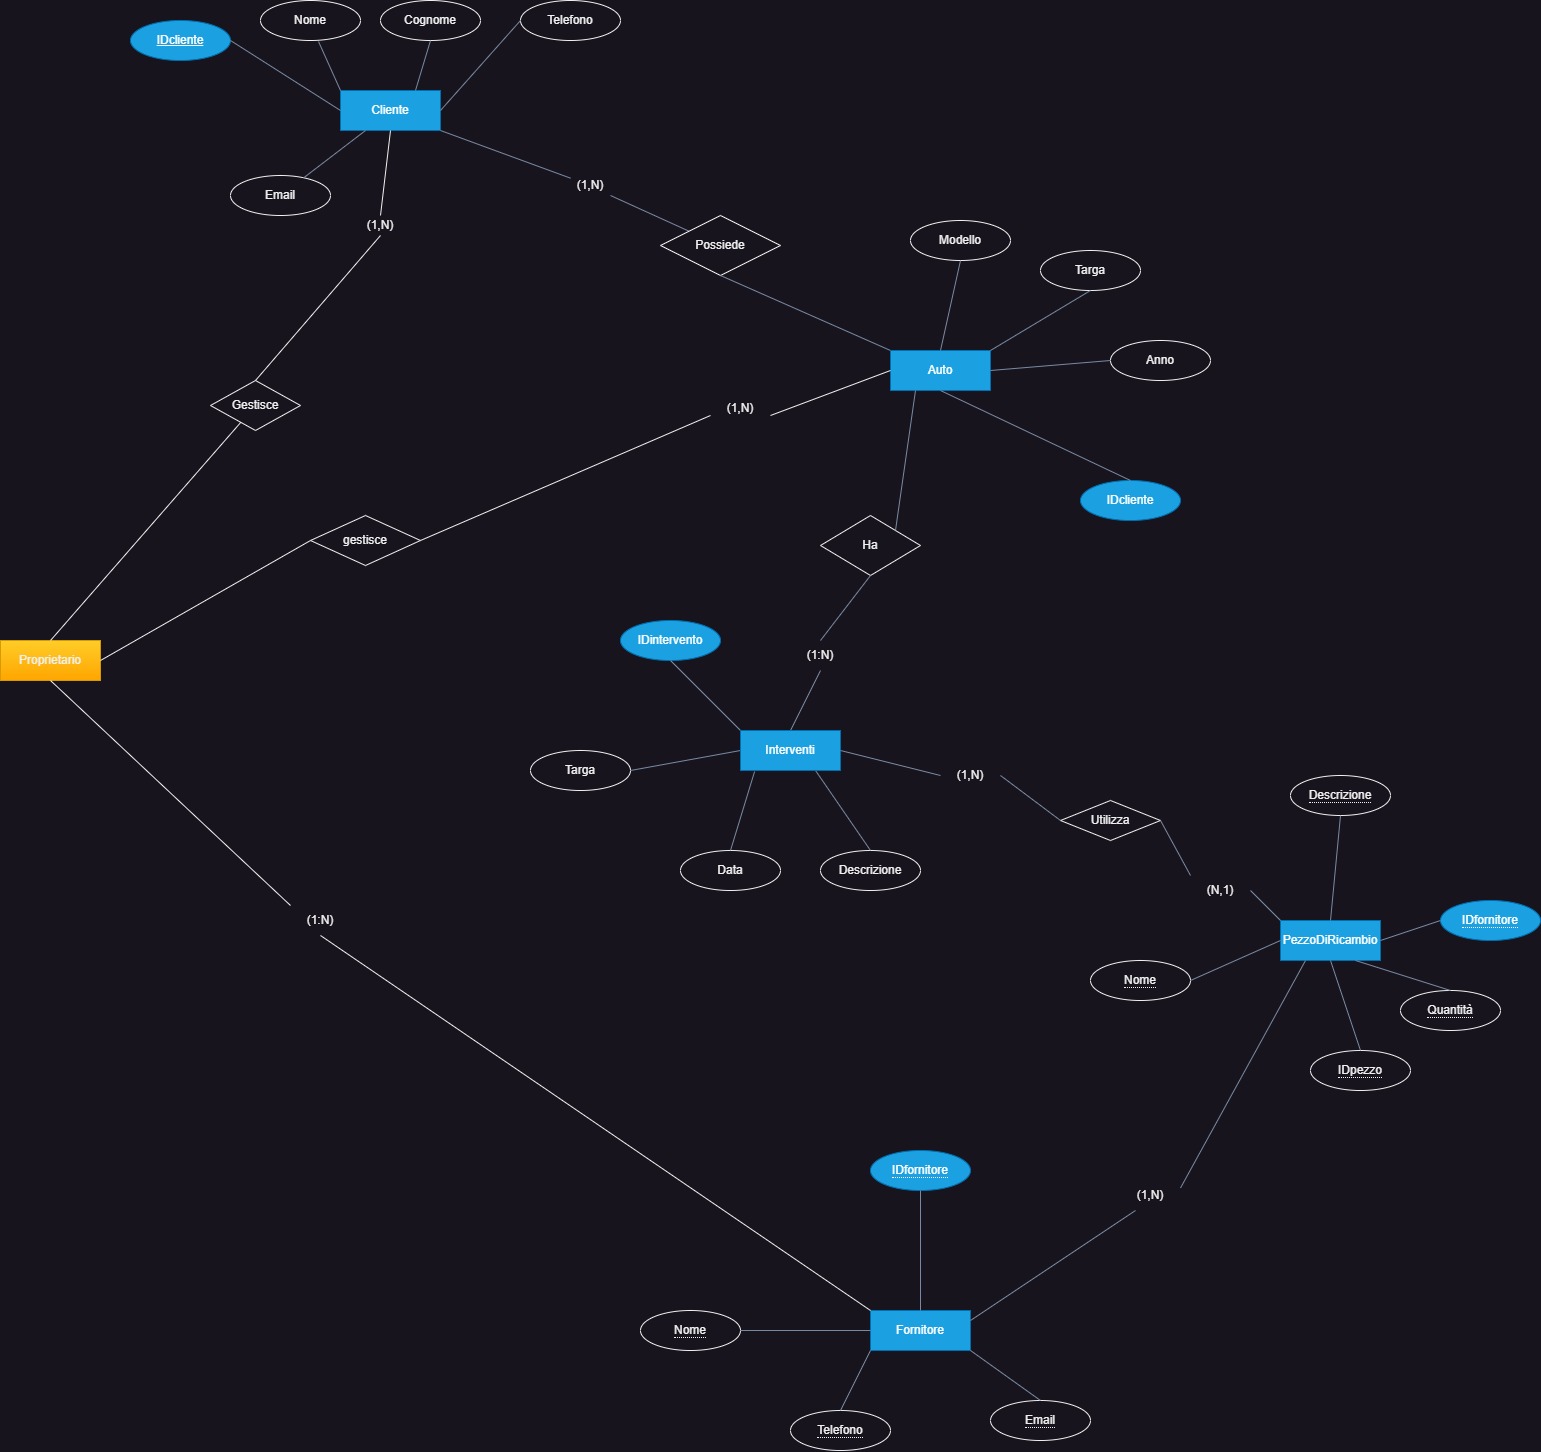 Nome
Cognome
Telefono
IDcliente
Cliente
Email
(1,N)
(1,N)
Possiede
Modello
Targa
Anno
Auto
Gestisce
(1,N)
IDcliente
gestisce
Ha
IDintervento
(1:N)
Proprietario
Interventi
Targa
(1,N)
Descrizione
Utilizza
Data
Descrizione
(N,1)
IDfornitore
(1:N)
PezzoDiRicambio
Nome
Quantità
IDpezzo
IDfornitore
(1,N)
Nome
Fornitore
Telefono
Email